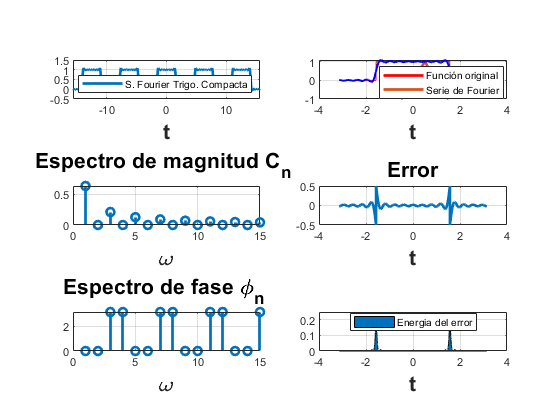 1.5
1
0.5
0
-0.5
S. Fourier Trigo. Compacta
-10 0 10
t
1
0
-1
Función original
Serie de Fourier
-4 -2 0 2 4
t
Espectro de magnitud Cn
0.5
0
0 5 10 15
ω
Error
0.5
0
-0.5
-4 -2 0 2 4
t
Espectro de fase ϕn
2
0
0 5 10 15
ω
0.2
0.1
0
Energia del error
-4 -2 0 2 4
t